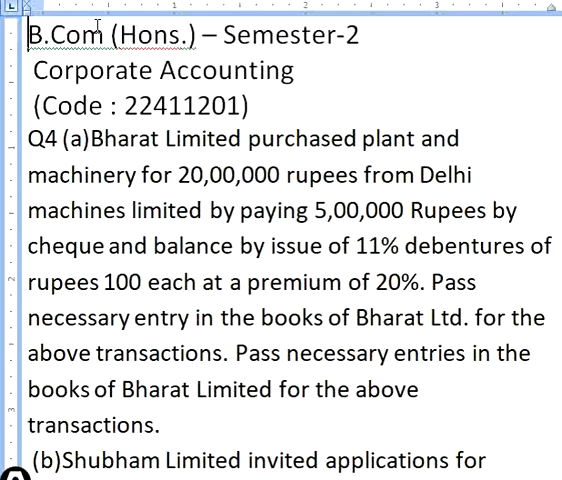 B.Com (Hons.) – Semester-2
Corporate Accounting
(Code : 22411201)
Q4 (a)Bharat Limited purchased plant and
machinery for 20,00,000 rupees from Delhi
machines limited by paying 5,00,000 Rupees by
cheque and balance by issue of 11% debentures of
rupees 100 each at a premium of 20%. Pass
necessary entry in the books of Bharat Ltd. for the
above transactions. Pass necessary entries in the
books of Bharat Limited for the above
transactions.
(b)Shubham Limited invited applications for